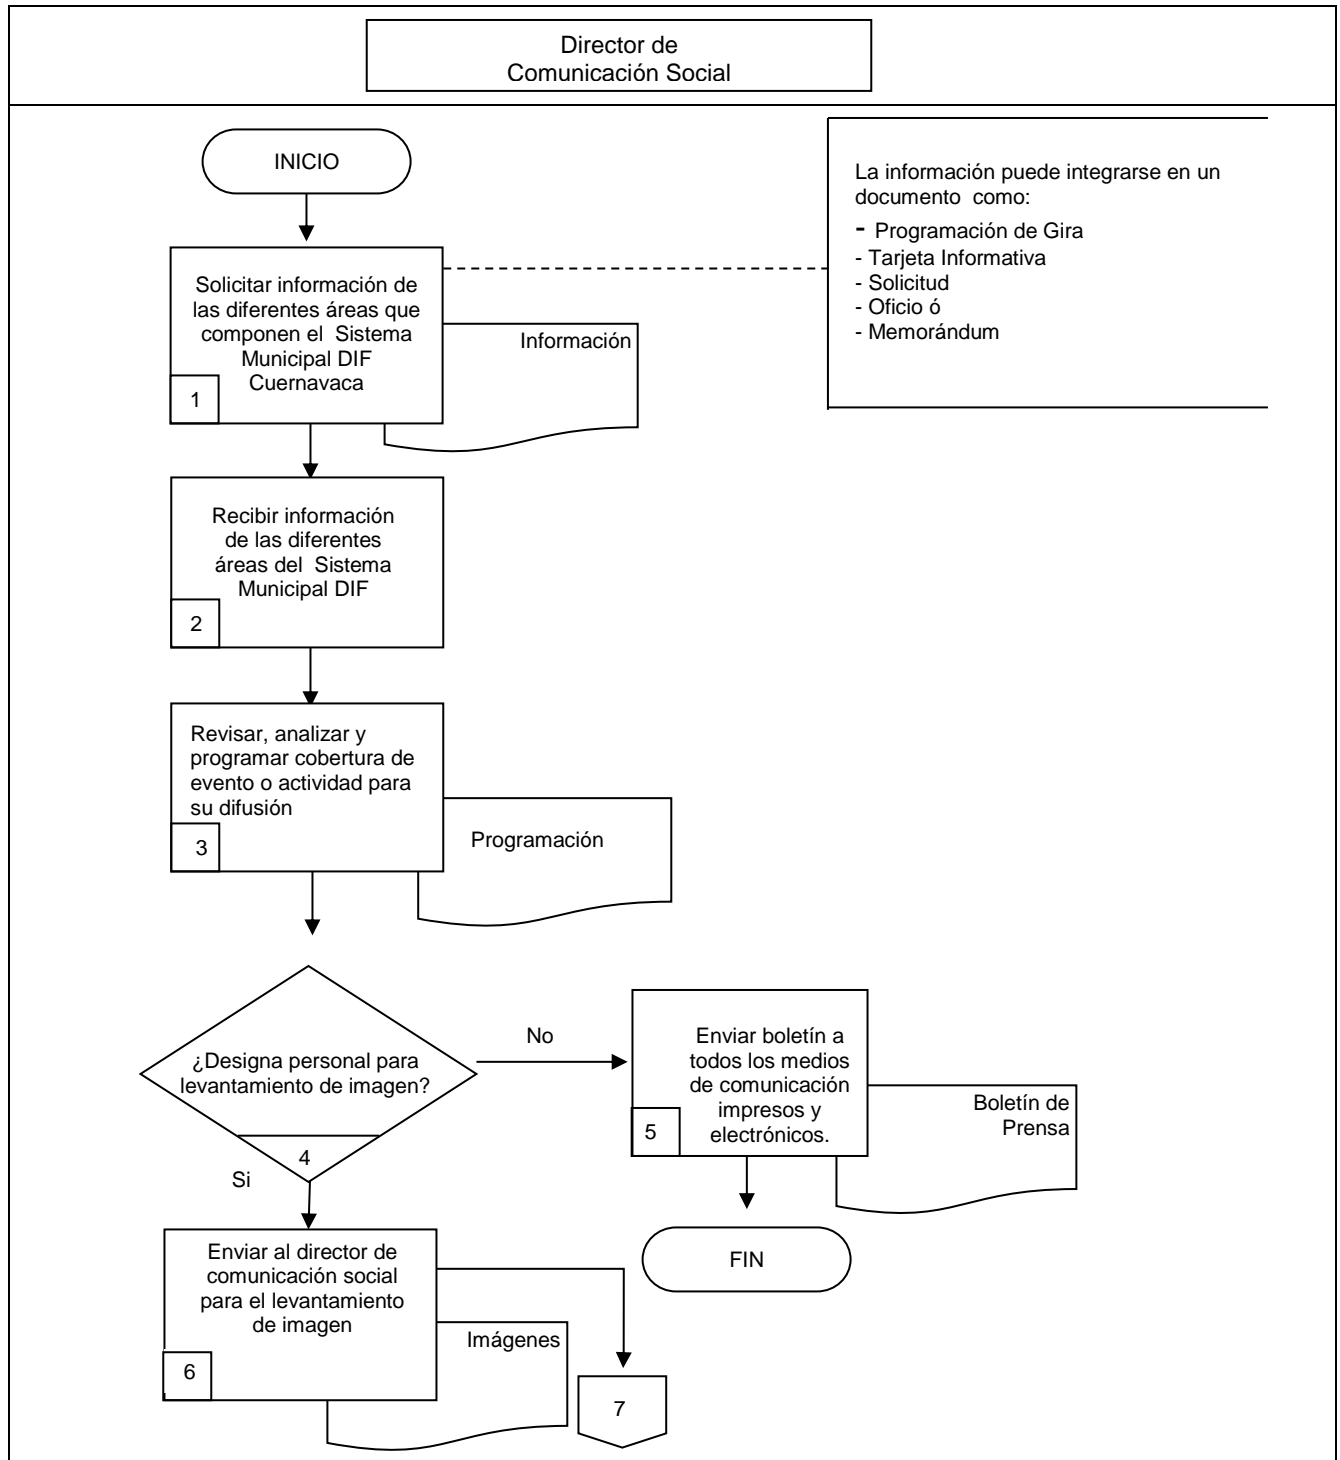 Director de
Comunicación Social
INICIO
La información puede integrarse en un
documento como:
- Programación de Gira
- Tarjeta Informativa
- Solicitud
- Oficio ó
- Memorándum
Solicitar información de
las diferentes áreas que
componen el Sistema
Municipal DIF
Cuernavaca
1
Información
Recibir información
de las diferentes
áreas del Sistema
Municipal DIF
2
Revisar, analizar y
programar cobertura de
evento o actividad para
su difusión
3
Programación
¿Designa personal para
levantamiento de imagen?
4
No
Si
Enviar boletín a
todos los medios
de comunicación
impresos y
electrónicos.
5
Boletín de
Prensa
FIN
Enviar al director de
comunicación social
para el levantamiento
de imagen
6
Imágenes
7